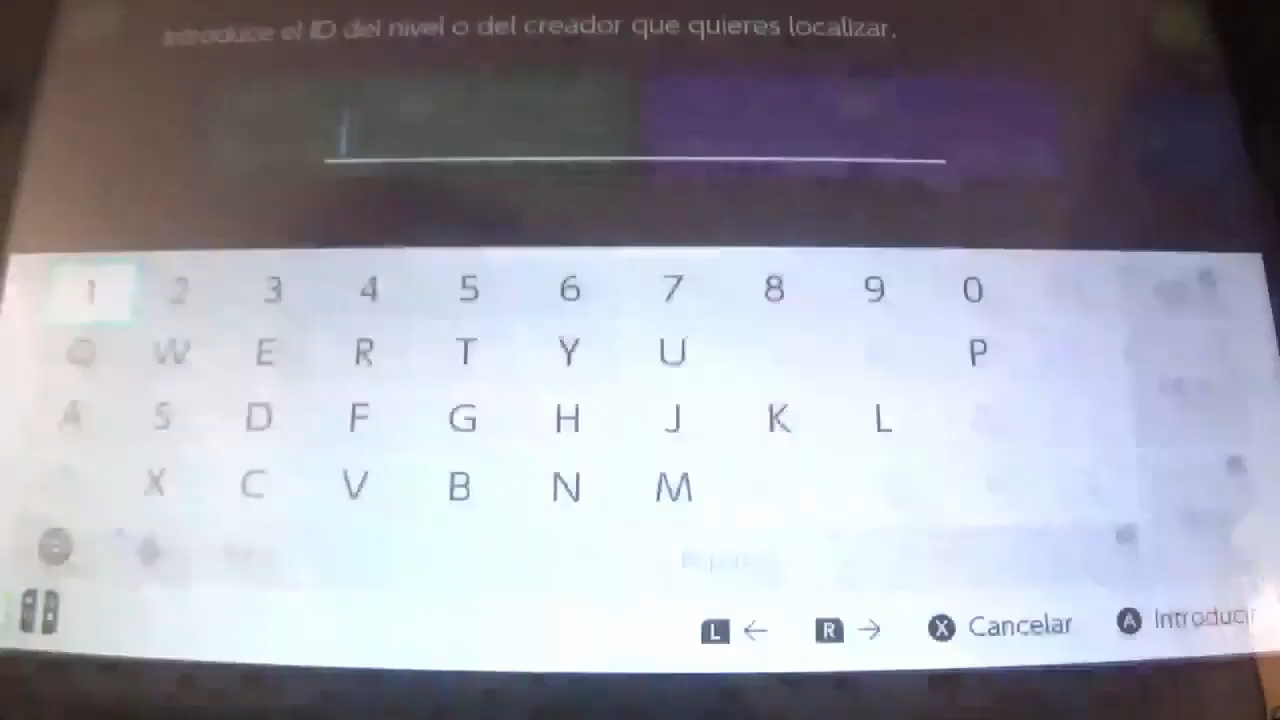 Introduce el ID del nivel o del creador que quieres localizar.
1 2 3 4 5 6 7 8 9 0
Q W E R T Y U P
A S D F G H J K L
X C V B N M
L ← R → X Cancelar A Introducir